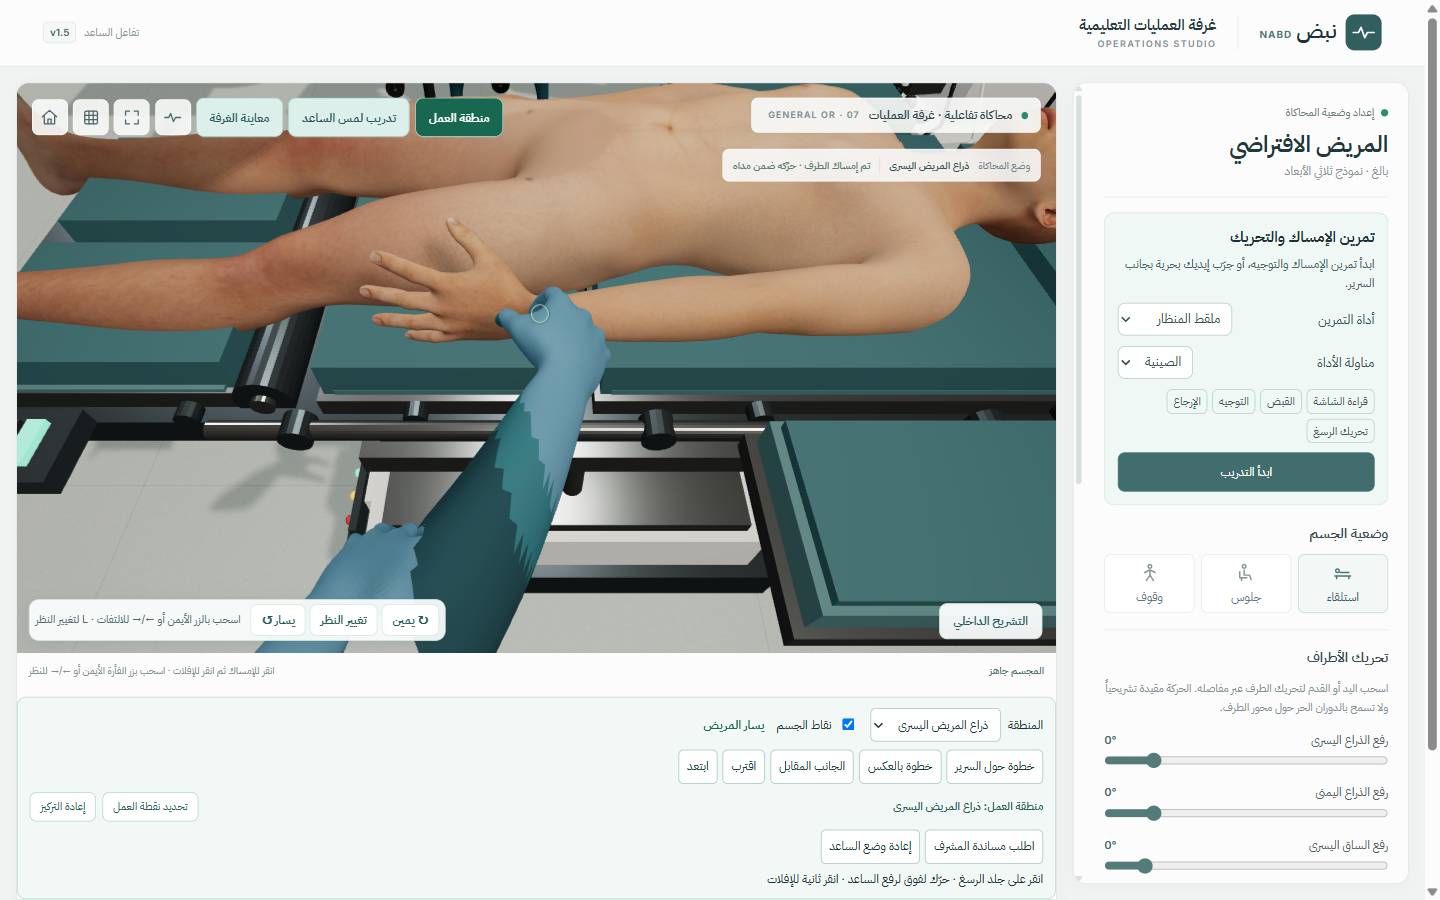 نبض NABD
غرفة العمليات التعليمية
OPERATIONS STUDIO
تفاعل الساعد v1.5
إعداد وضعية المحاكاة
المريض الافتراضي
بالغ · نموذج ثلاثي الأبعاد
تمرين الإمساك والتحريك
ابدأ تمرين الإمساك والتوجيه، أو جرّب إيديك بحرية بجانب
السرير.
أداة التمرين ملقط المنظار
مناولة الأداة الصينية
قراءة الشاشة القبض التوجيه الإرجاع
تحريك الرسغ
ابدأ التدريب
وضعية الجسم
استلقاء جلوس وقوف
تحريك الأطراف
اسحب اليد أو القدم لتحريك الطرف عبر مفاصله. الحركة مقيدة تشريحياً
ولا تسمح بالدوران الحر حول محور الطرف.
رفع الذراع اليسرى 0°
رفع الذراع اليمنى 0°
رفع الساق اليسرى 0°
محاكاة تفاعلية · غرفة العمليات GENERAL OR · 07
منطقة العمل تدريب لمس الساعد معاينة الغرفة
وضع المحاكاة ذراع المريض اليسرى تم إمساك الطرف · حرّكه ضمن مداه
التشريح الداخلي
↻ يمين تغيير النظر يسار ↺ اسحب بالزر الأيمن أو ←/→ للالتفات · L لتغيير النظر
المجسم جاهز
انقر للإمساك ثم انقر للإفلات · اسحب بزر الفأرة الأيمن أو ←/→ للنظر
المنطقة ذراع المريض اليسرى نقاط الجسم يسار المريض
خطوة حول السرير خطوة بالعكس الجانب المقابل اقترب ابتعد
منطقة العمل: ذراع المريض اليسرى تحديد نقطة العمل إعادة التركيز
اطلب مساندة المشرف إعادة وضع الساعد
انقر على جلد الرسغ · حرّك لفوق لرفع الساعد · انقر ثانية للإفلات